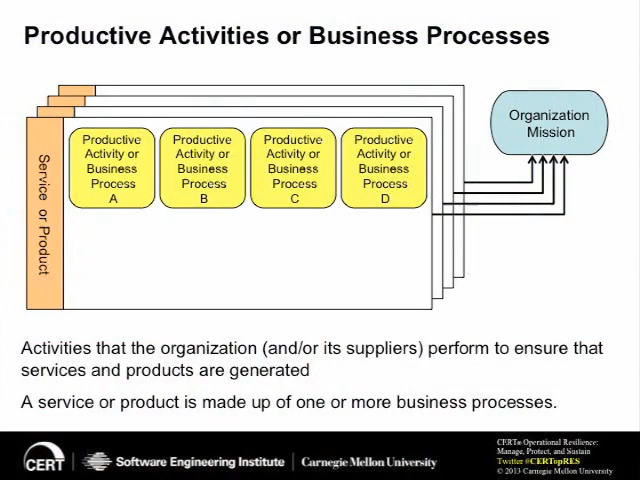 Productive Activities or Business Processes
Service or Product
Productive
Activity or
Business
Process
A
Productive
Activity or
Business
Process
B
Productive
Activity or
Business
Process
C
Productive
Activity or
Business
Process
D
Organization
Mission
Activities that the organization (and/or its suppliers) perform to ensure that
services and products are generated
A service or product is made up of one or more business processes.
CERT
Software Engineering Institute
Carnegie Mellon University
CERT® Operational Resilience:
Manage, Protect, and Sustain
Twitter #CERTopRES
© 2013 Carnegie Mellon University